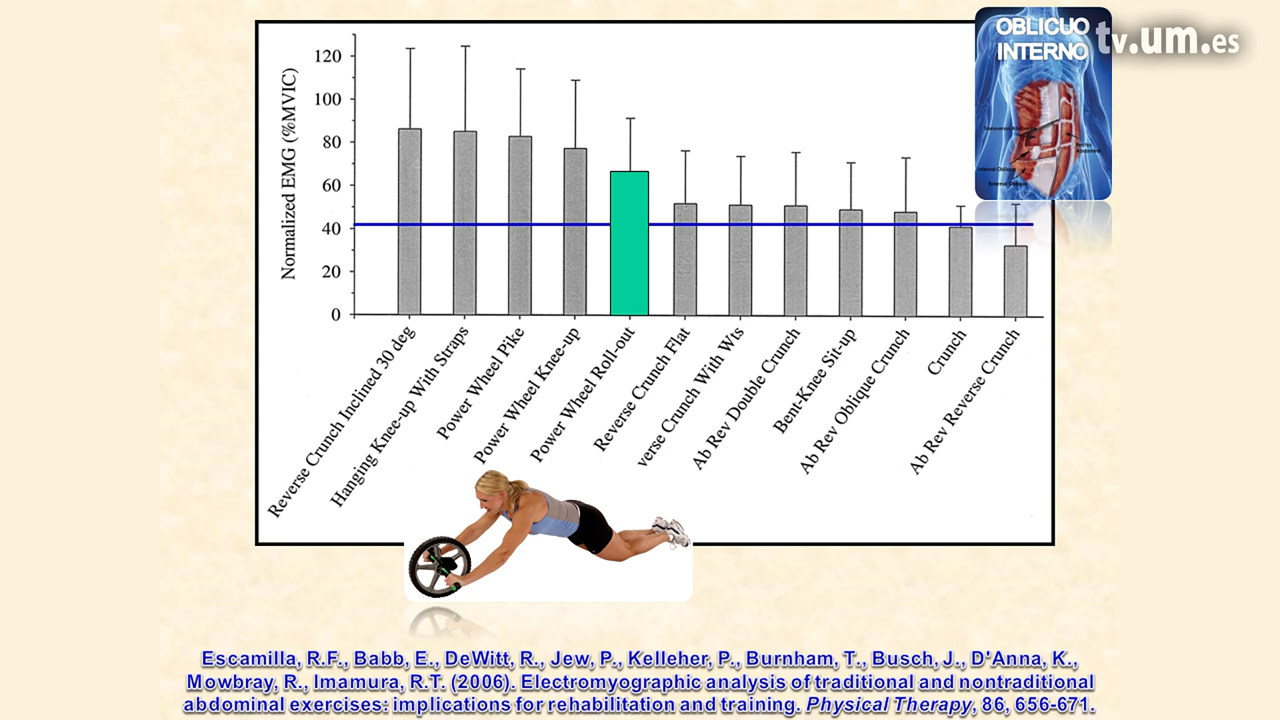 OBLICUO
INTERNO
tv.um.es
Normalized EMG (%MVIC)
120
100
80
60
40
20
0
Reverse Crunch Inclined 30 deg
Hanging Knee-up With Straps
Power Wheel Pike
Power Wheel Knee-up
Power Wheel Roll-out
Reverse Crunch Flat
verse Crunch With Wts
Ab Rev Double Crunch
Bent-Knee Sit-up
Ab Rev Oblique Crunch
Crunch
Ab Rev Reverse Crunch
Escamilla, R.F., Babb, E., DeWitt, R., Jew, P., Kelleher, P., Burnham, T., Busch, J., D'Anna, K.,
Mowbray, R., Imamura, R.T. (2006). Electromyographic analysis of traditional and nontraditional
abdominal exercises: implications for rehabilitation and training. Physical Therapy, 86, 656-671.